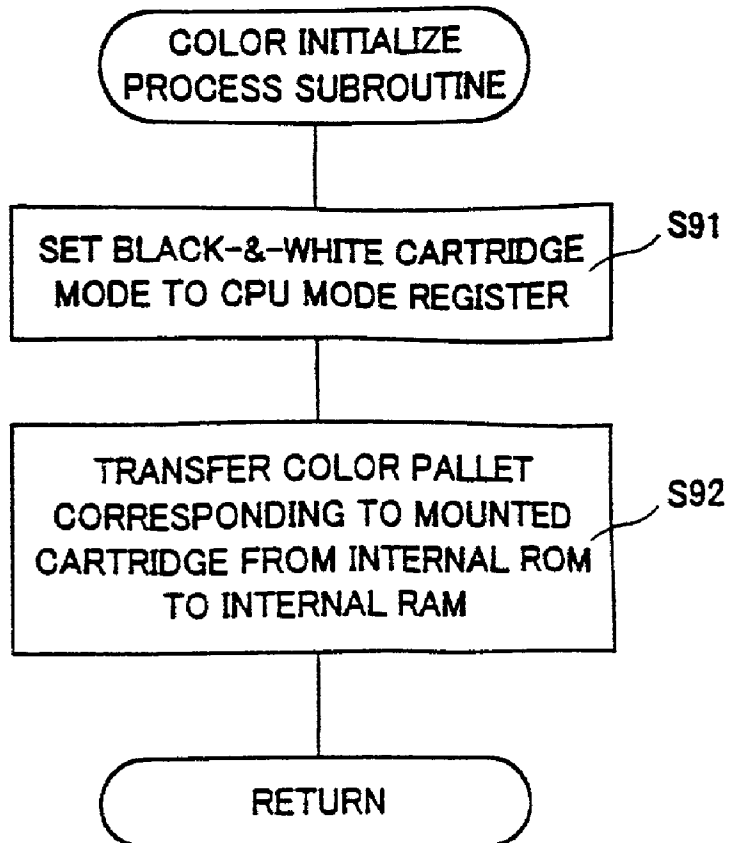 COLOR INITIALIZE
PROCESS SUBROUTINE
SET BLACK-&-WHITE CARTRIDGE
MODE TO CPU MODE REGISTER
S91
TRANSFER COLOR PALLET
CORRESPONDING TO MOUNTED
CARTRIDGE FROM INTERNAL ROM
TO INTERNAL RAM
S92
RETURN